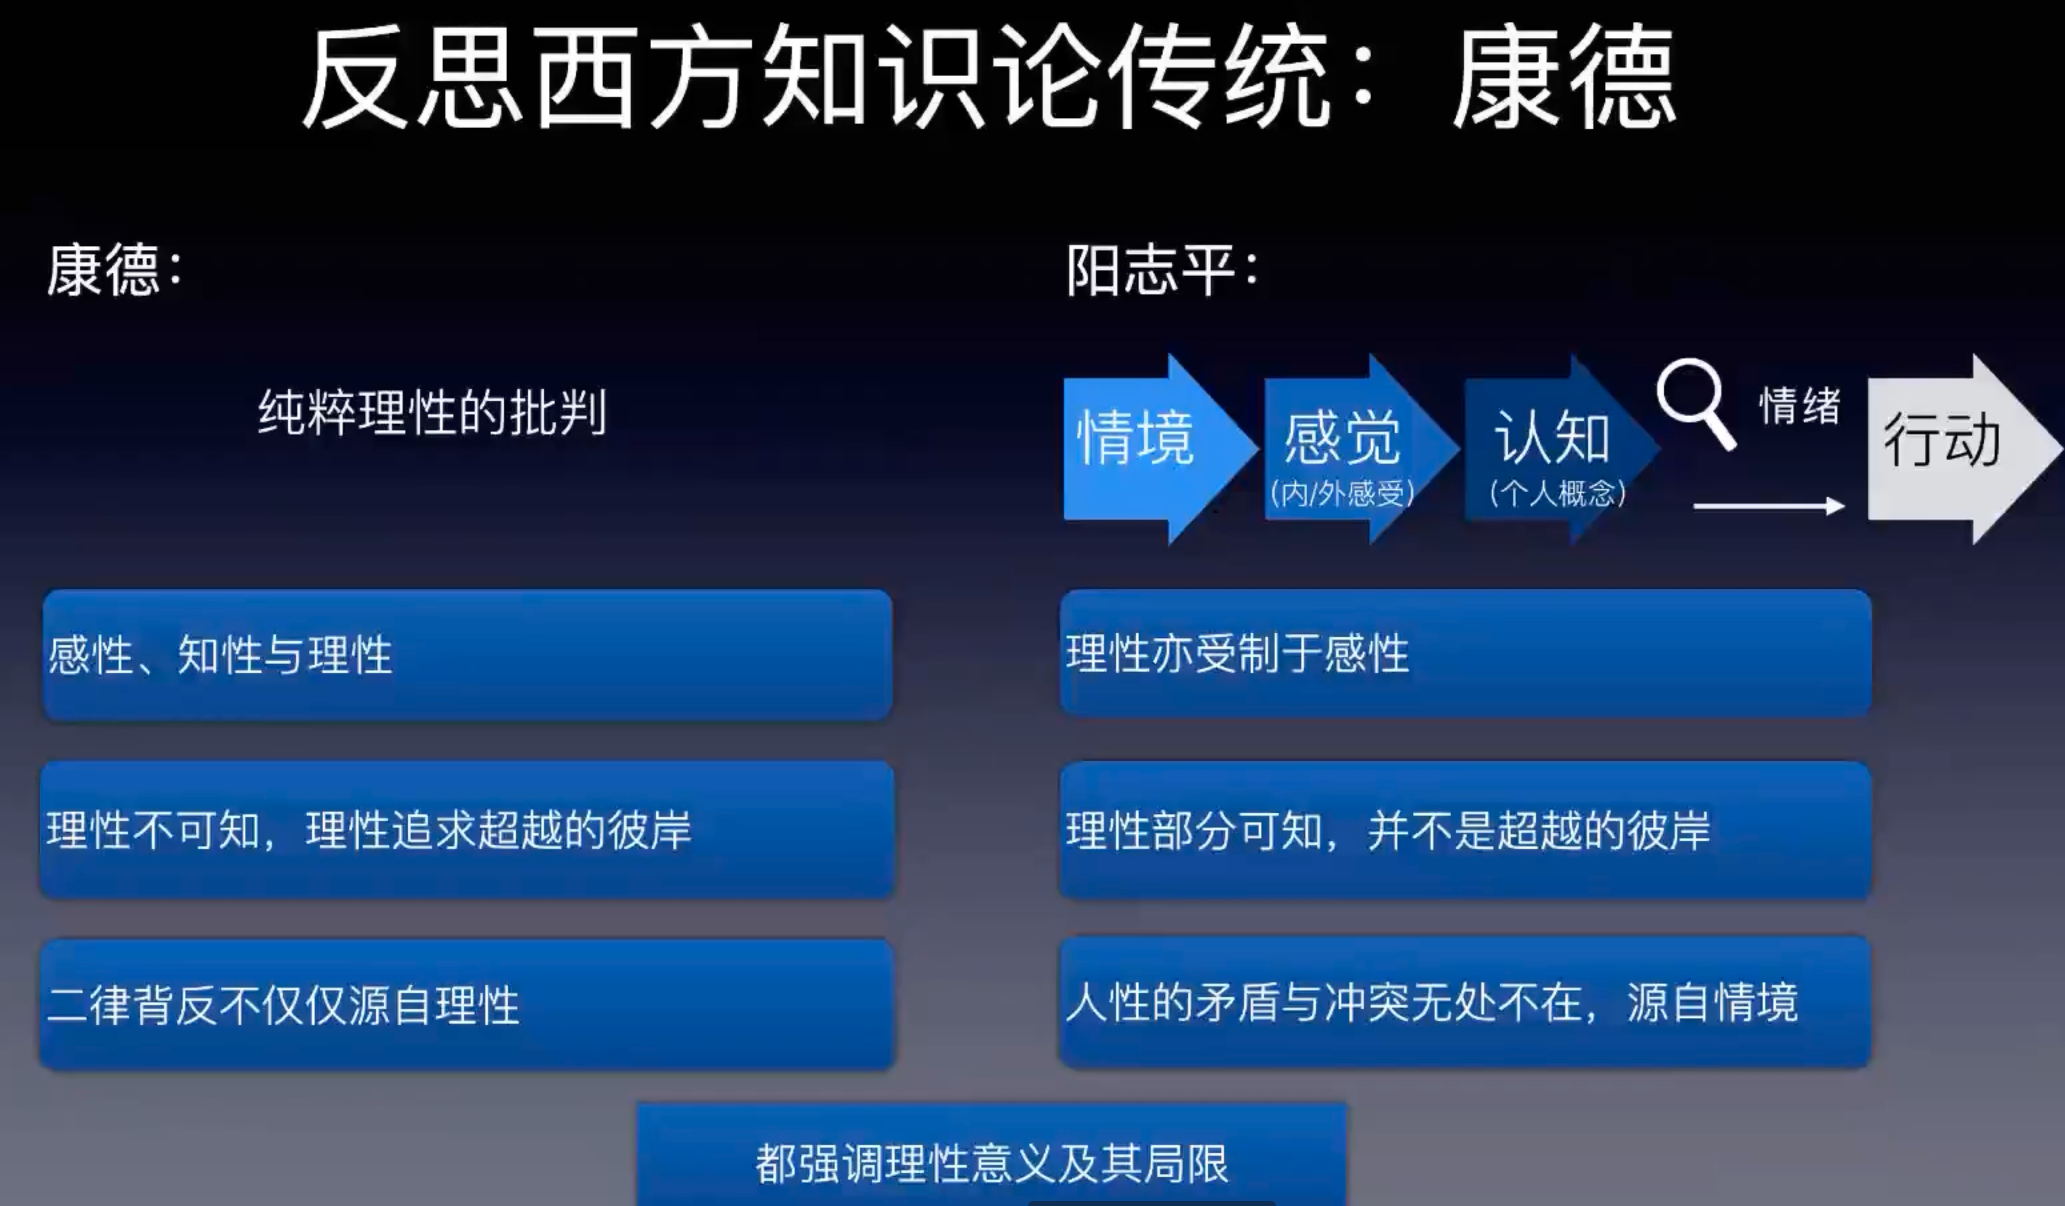 反思西方知识论传统：康德
康德：
纯粹理性的批判
感性、知性与理性
理性不可知，理性追求超越的彼岸
二律背反不仅仅源自理性
阳志平：
情境
感觉
(内/外感受)
认知
(个人概念)
情绪
行动
理性亦受制于感性
理性部分可知，并不是超越的彼岸
人性的矛盾与冲突无处不在，源自情境
都强调理性意义及其局限